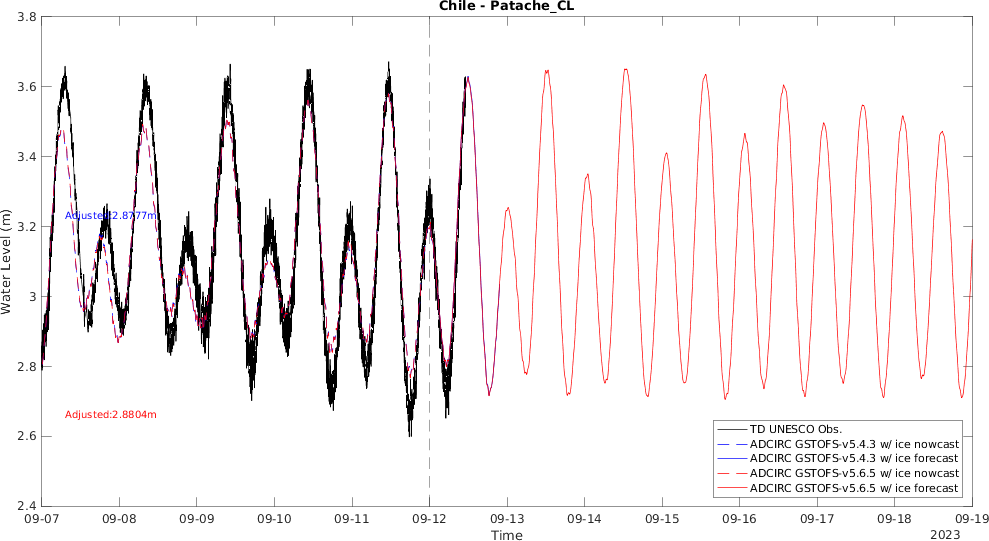 Chile - Patache_CL
3.8
3.6
3.4
3.2
3
2.8
2.6
2.4
Water Level (m)
Adjusted:2.8777m
Adjusted:2.8804m
TD UNESCO Obs.
ADCIRC GSTOFS-v5.4.3 w/ ice nowcast
ADCIRC GSTOFS-v5.4.3 w/ ice forecast
ADCIRC GSTOFS-v5.6.5 w/ ice nowcast
ADCIRC GSTOFS-v5.6.5 w/ ice forecast
09-07 09-08 09-09 09-10 09-11 09-12 09-13 09-14 09-15 09-16 09-17 09-18 09-19
Time
2023